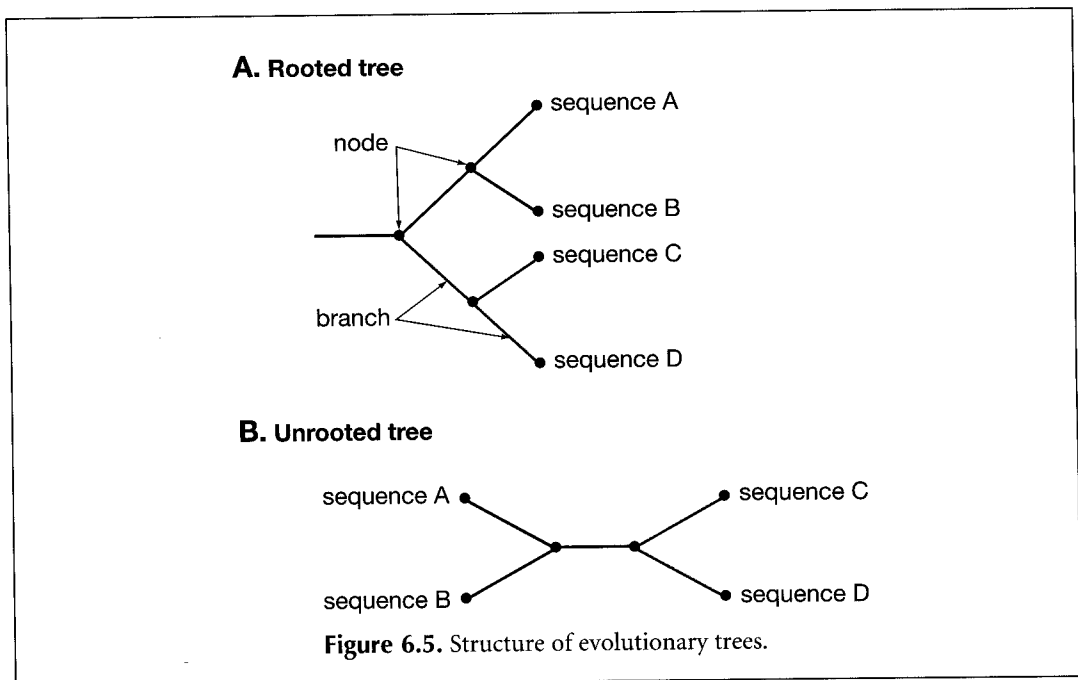 A. Rooted tree
sequence A
node
sequence B
sequence C
branch
sequence D
B. Unrooted tree
sequence A
sequence C
sequence B
sequence D
Figure 6.5. Structure of evolutionary trees.